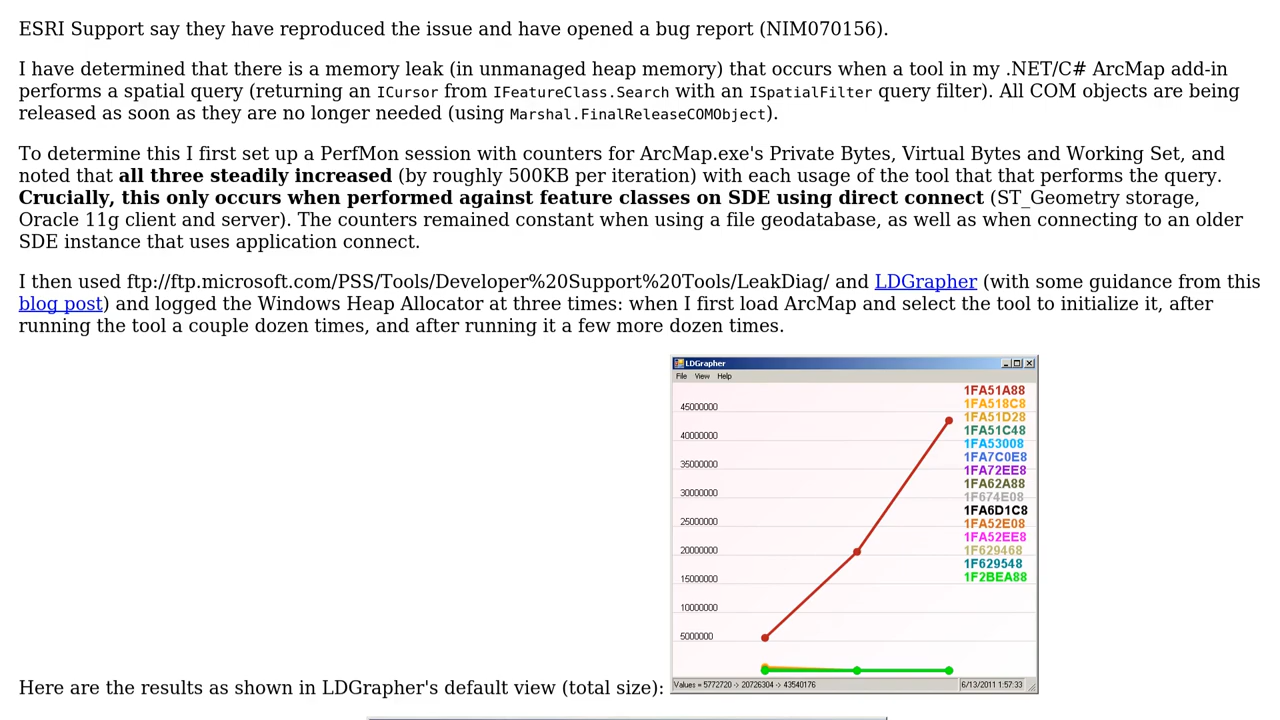 ESRI Support say they have reproduced the issue and have opened a bug report (NIM070156).
I have determined that there is a memory leak (in unmanaged heap memory) that occurs when a tool in my .NET/C# ArcMap add-in
performs a spatial query (returning an ICursor from IFeatureClass.Search with an ISpatialFilter query filter). All COM objects are being
released as soon as they are no longer needed (using Marshal.FinalReleaseCOMObject).
To determine this I first set up a PerfMon session with counters for ArcMap.exe's Private Bytes, Virtual Bytes and Working Set, and
noted that all three steadily increased (by roughly 500KB per iteration) with each usage of the tool that that performs the query.
Crucially, this only occurs when performed against feature classes on SDE using direct connect (ST_Geometry storage,
Oracle 11g client and server). The counters remained constant when using a file geodatabase, as well as when connecting to an older
SDE instance that uses application connect.
I then used ftp://ftp.microsoft.com/PSS/Tools/Developer%20Support%20Tools/LeakDiag/ and LDGrapher (with some guidance from this
blog post) and logged the Windows Heap Allocator at three times: when I first load ArcMap and select the tool to initialize it, after
running the tool a couple dozen times, and after running it a few more dozen times.
LDGrapher
File View Help
45000000
40000000
35000000
30000000
25000000
20000000
15000000
10000000
5000000
1FA51A88
1FA518C8
1FA51D28
1FA51C48
1FA53008
1FA7C0E8
1FA72EE8
1FA62A88
1F674E08
1FA6D1C8
1FA52E08
1FA52EE8
1F629468
1F629548
1F2BEA88
Values = 5772720 -> 20726304 -> 43540176
6/13/2011 1:57:33
Here are the results as shown in LDGrapher's default view (total size):